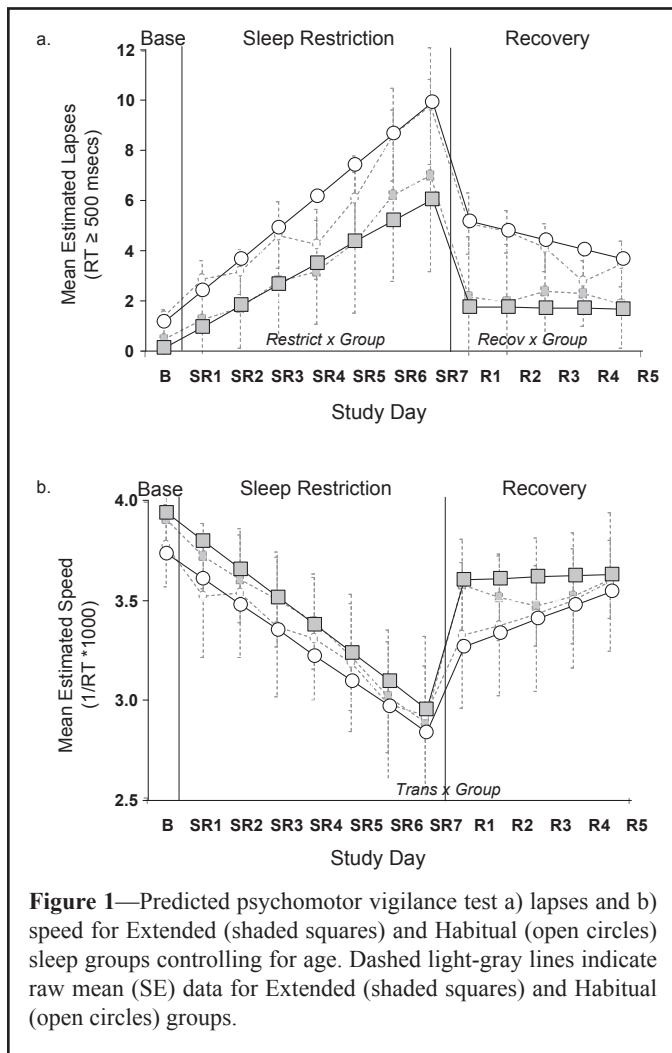 a.
Base Sleep Restriction Recovery
12
10
8
6
4
2
0
Mean Estimated Lapses
(RT ≥ 500 msecs)
Restrict x Group Recov x Group
B SR1 SR2 SR3 SR4 SR5 SR6 SR7 R1 R2 R3 R4 R5
Study Day
b.
Base Sleep Restriction Recovery
4.0
3.5
3.0
2.5
Mean Estimated Speed
(1/RT *1000)
Trans x Group
B SR1 SR2 SR3 SR4 SR5 SR6 SR7 R1 R2 R3 R4 R5
Study Day
Figure 1—Predicted psychomotor vigilance test a) lapses and b)
speed for Extended (shaded squares) and Habitual (open circles)
sleep groups controlling for age. Dashed light-gray lines indicate
raw mean (SE) data for Extended (shaded squares) and Habitual
(open circles) groups.